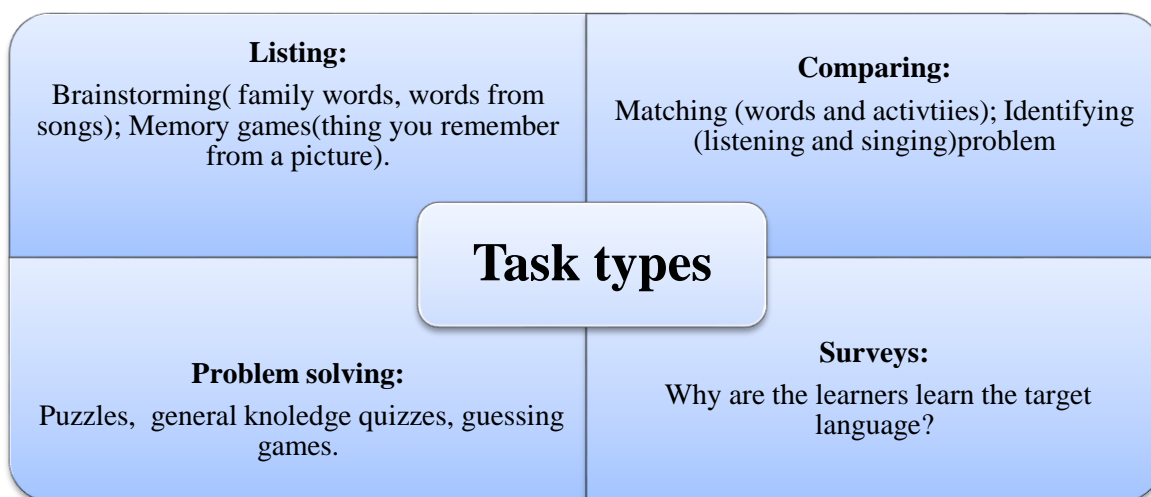 Listing:
Brainstorming( family words, words from
songs); Memory games(thing you remember
from a picture).
Comparing:
Matching (words and activtiies); Identifying
(listening and singing)problem
Task types
Problem solving:
Puzzles,  general knoledge quizzes, guessing
games.
Surveys:
Why are the learners learn the target
language?